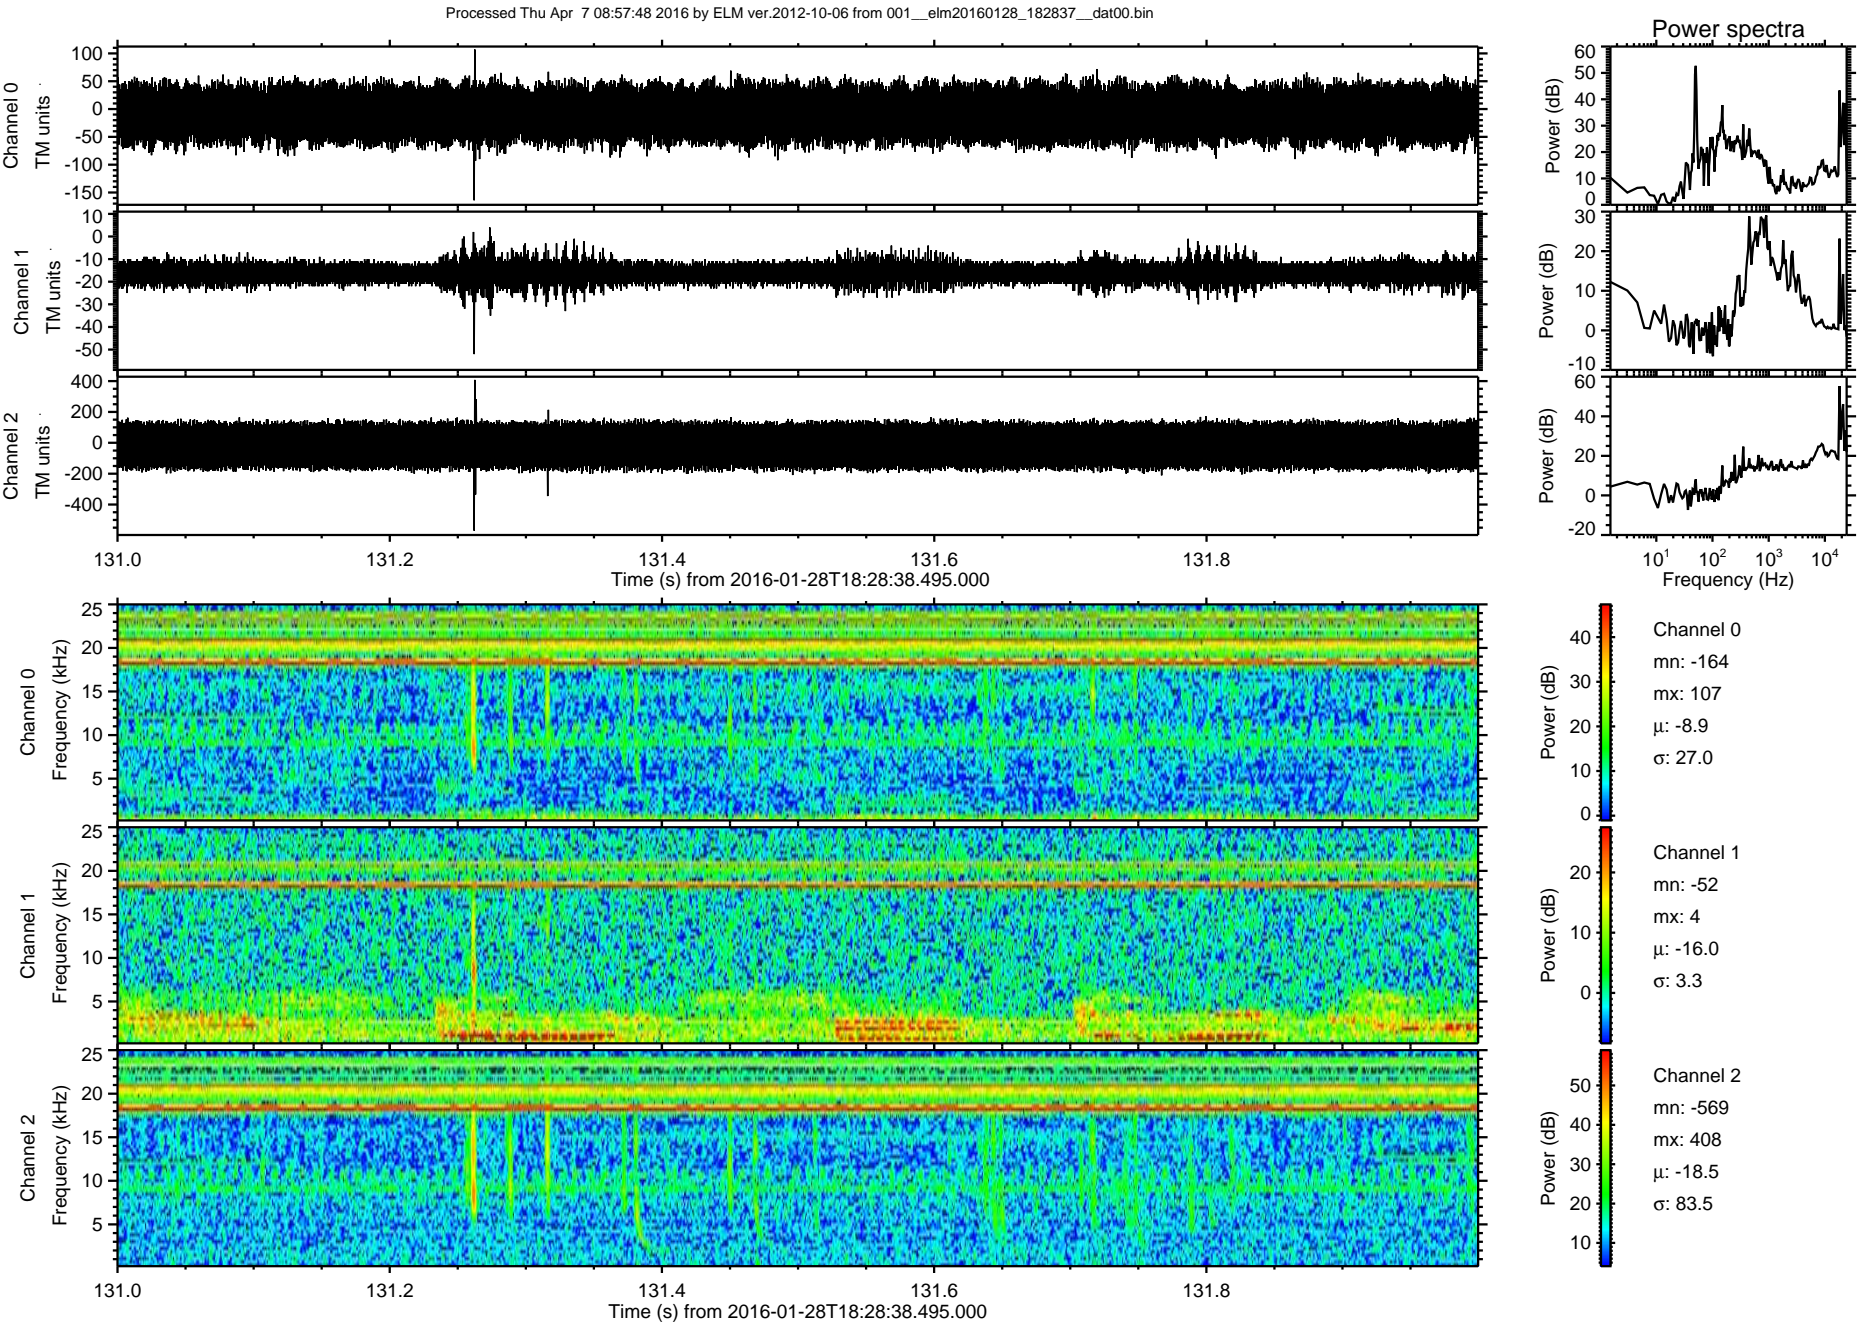 Processed Thu Apr  7 08:57:48 2016 by ELM ver.2012-10-06 from 001__elm20160128_182837__dat00.bin
Power spectra
Channel 0
TM units
100
50
0
-50
-100
-150
Power (dB)
60
50
40
30
20
10
0
Channel 1
TM units
10
0
-10
-20
-30
-40
-50
Power (dB)
30
20
10
0
-10
Channel 2
TM units
400
200
0
-200
-400
Power (dB)
60
40
20
0
-20
131.0 131.2 131.4 131.6 131.8
Time (s) from 2016-01-28T18:28:38.495.000
10^1 10^2 10^3 10^4
Frequency (Hz)
Channel 0
Frequency (kHz)
25
20
15
10
5
Power (dB)
40
30
20
10
0
Channel 0
mn: -164
mx: 107
μ: -8.9
σ: 27.0
Channel 1
Frequency (kHz)
25
20
15
10
5
Power (dB)
20
10
0
Channel 1
mn: -52
mx: 4
μ: -16.0
σ: 3.3
Channel 2
Frequency (kHz)
25
20
15
10
5
Power (dB)
50
40
30
20
10
Channel 2
mn: -569
mx: 408
μ: -18.5
σ: 83.5
131.0 131.2 131.4 131.6 131.8
Time (s) from 2016-01-28T18:28:38.495.000